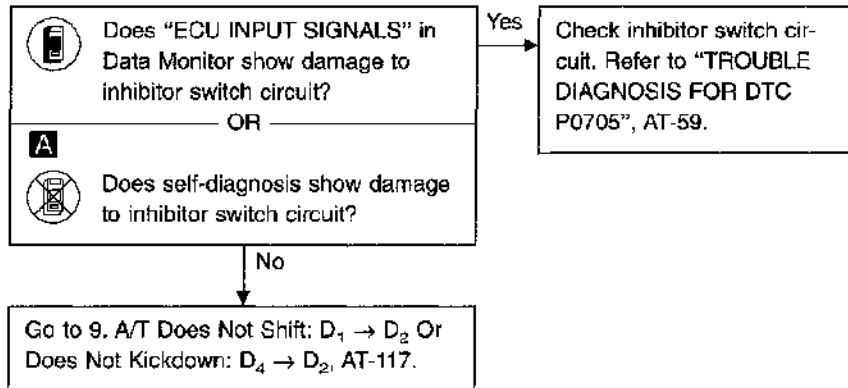 Does “ECU INPUT SIGNALS” in
Data Monitor show damage to
inhibitor switch circuit?
OR
A
Does self-diagnosis show damage
to inhibitor switch circuit?
Yes
Check inhibitor switch cir-
cuit. Refer to “TROUBLE
DIAGNOSIS FOR DTC
P0705”, AT-59.
No
Go to 9. A/T Does Not Shift: D₁ → D₂ Or
Does Not Kickdown: D₄ → D₂, AT-117.